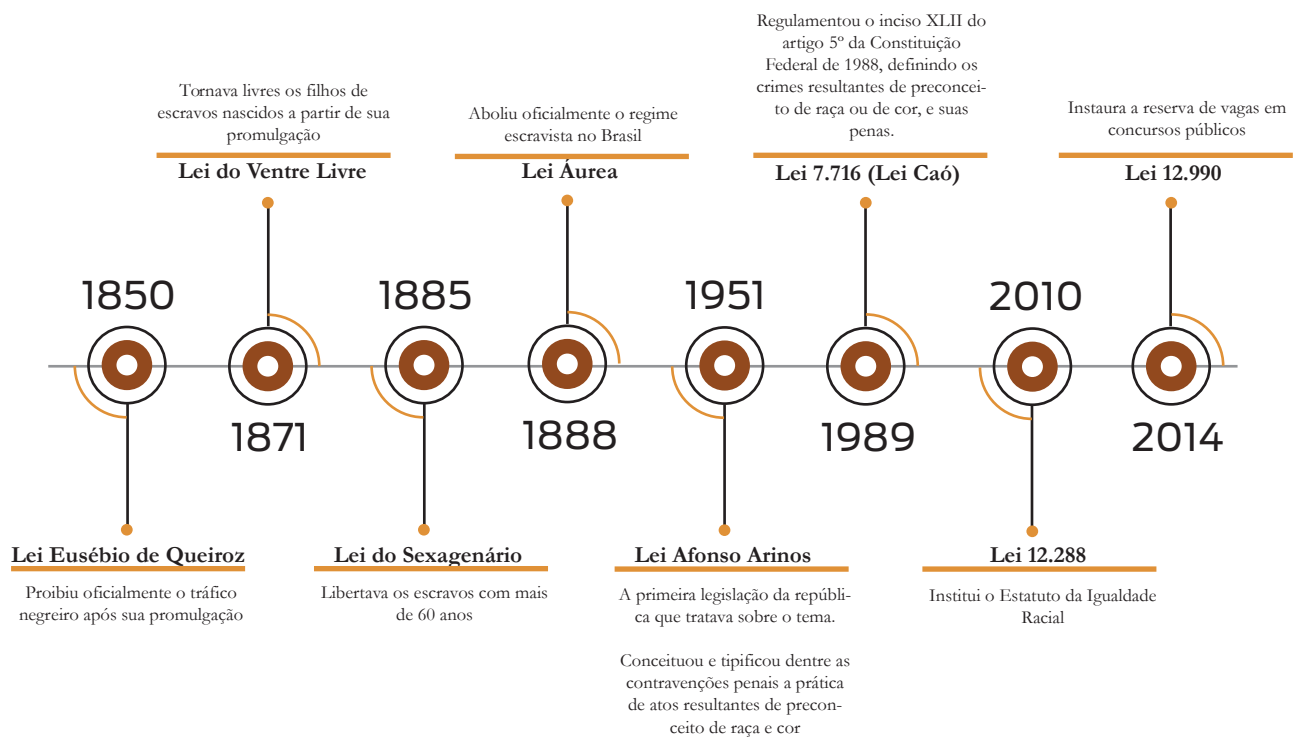 Regulamentou o inciso XLII do
artigo 5º da Constituição
Federal de 1988, definindo os
crimes resultantes de preconcei-
to de raça ou de cor, e suas
penas.
Tornava livres os filhos de
escravos nascidos a partir de sua
promulgação
Aboliu oficialmente o regime
escravista no Brasil
Instaura a reserva de vagas em
concursos públicos
Lei do Ventre Livre
Lei Áurea
Lei 7.716 (Lei Caó)
Lei 12.990
1850
1885
1951
2010
1871
1888
1989
2014
Lei Eusébio de Queiroz
Proibiu oficialmente o tráfico
negreiro após sua promulgação
Lei do Sexagenário
Libertava os escravos com mais
de 60 anos
Lei Afonso Arinos
A primeira legislação da repúbli-
ca que tratava sobre o tema.
Conceituou e tipificou dentre as
contravenções penais a prática
de atos resultantes de precon-
ceito de raça e cor
Lei 12.288
Institui o Estatuto da Igualdade
Racial